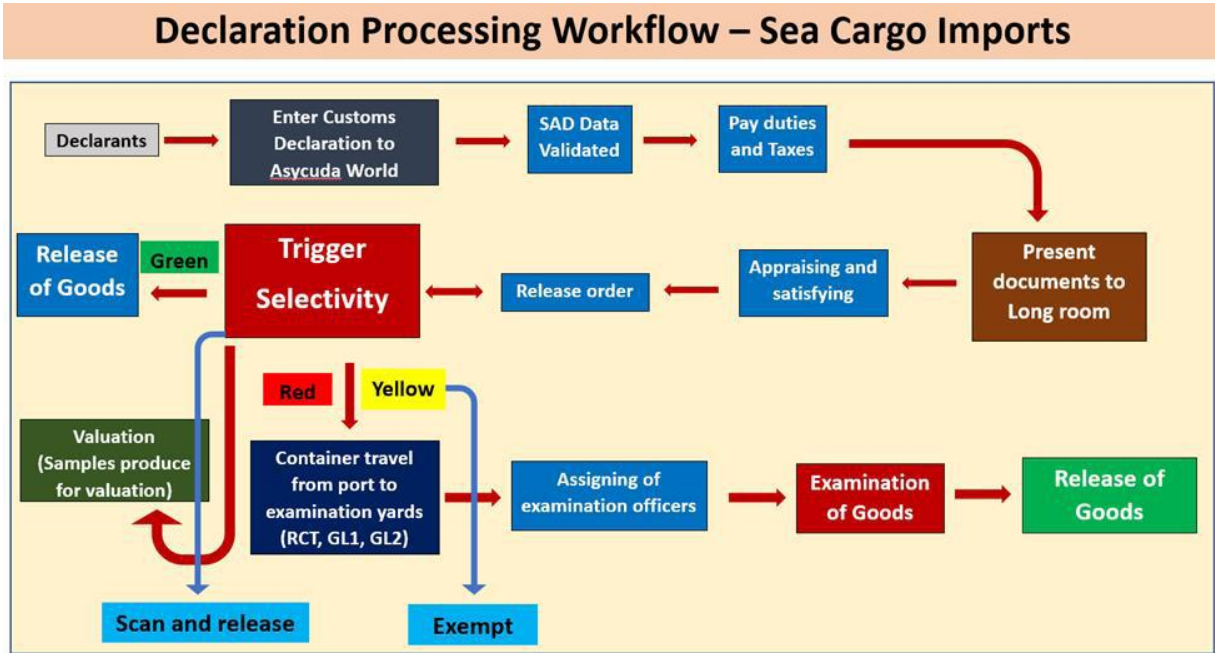 Declaration Processing Workflow – Sea Cargo Imports
Declarants
Enter Customs
Declaration to
Asycuda World
SAD Data
Validated
Pay duties
and Taxes
Release
of Goods
Green
Trigger
Selectivity
Release order
Appraising and
satisfying
Present
documents to
Long room
Red
Yellow
Valuation
(Samples produce
for valuation)
Container travel
from port to
examination yards
(RCT, GL1, GL2)
Assigning of
examination officers
Examination
of Goods
Release of
Goods
Scan and release
Exempt